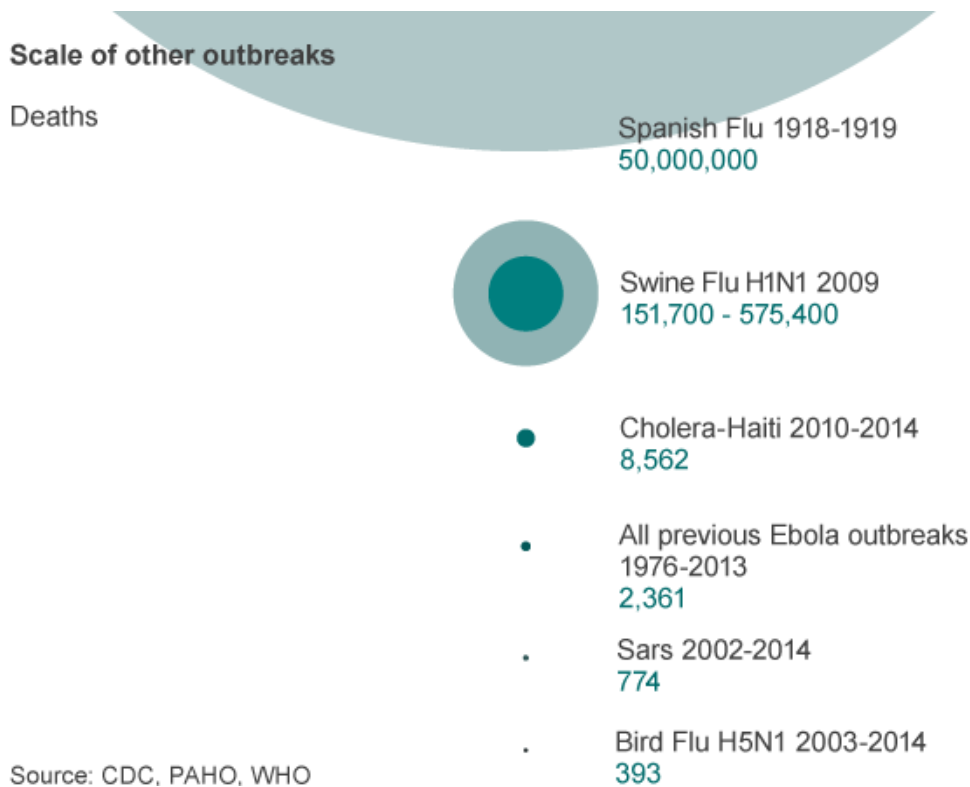 Scale of other outbreaks
Deaths
Spanish Flu 1918-1919
50,000,000
Swine Flu H1N1 2009
151,700 - 575,400
Cholera-Haiti 2010-2014
8,562
All previous Ebola outbreaks
1976-2013
2,361
Sars 2002-2014
774
Bird Flu H5N1 2003-2014
393
Source: CDC, PAHO, WHO